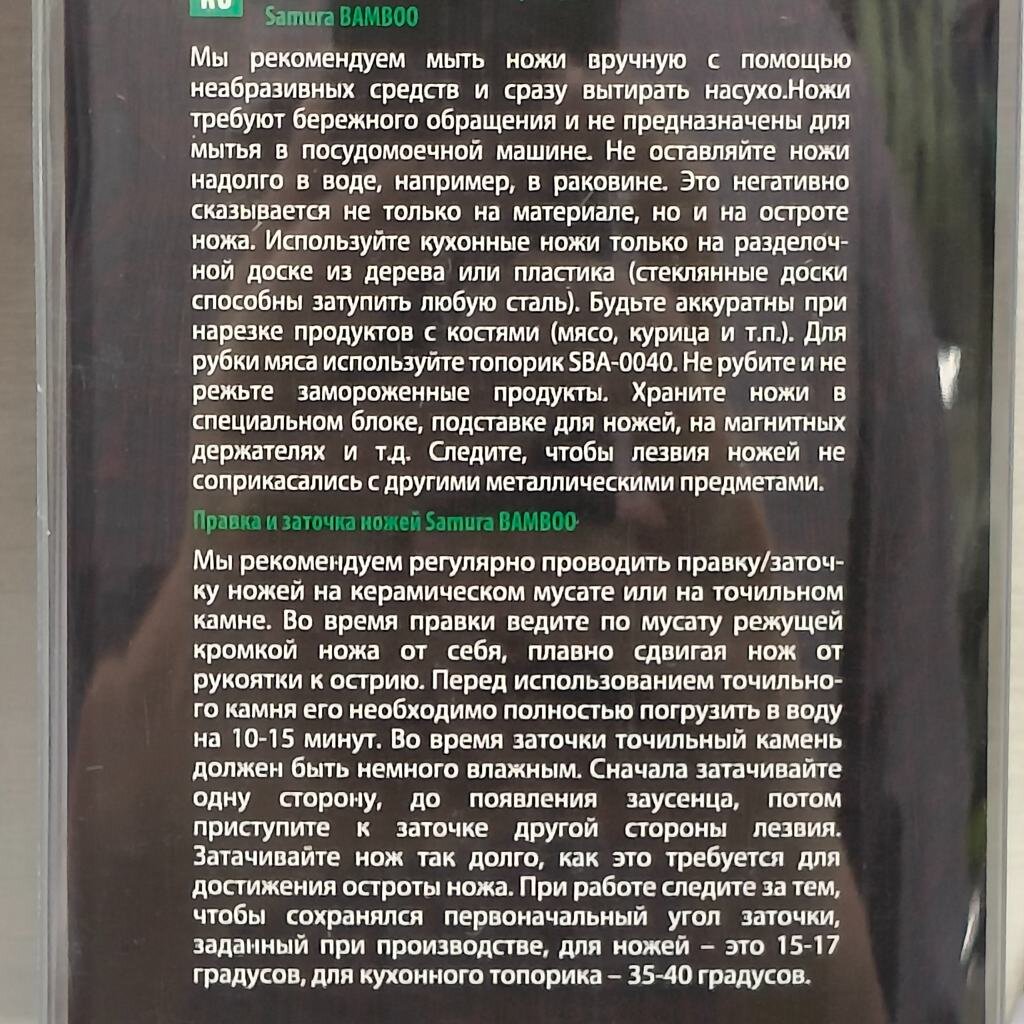 RU
Samura BAMBOO
Мы рекомендуем мыть ножи вручную с помощью
неабразивных средств и сразу вытирать насухо.Ножи
требуют бережного обращения и не предназначены для
мытья в посудомоечной машине. Не оставляйте ножи
надолго в воде, например, в раковине. Это негативно
сказывается не только на материале, но и на остроте
ножа. Используйте кухонные ножи только на разделоч-
ной доске из дерева или пластика (стеклянные доски
способны затупить любую сталь). Будьте аккуратны при
нарезке продуктов с костями (мясо, курица и т.п.). Для
рубки мяса используйте топорик SBA-0040. Не рубите и не
режьте замороженные продукты. Храните ножи в
специальном блоке, подставке для ножей, на магнитных
держателях и т.д. Следите, чтобы лезвия ножей не
соприкасались с другими металлическими предметами.
Правка и заточка ножей Samura BAMBOO
Мы рекомендуем регулярно проводить правку/заточ-
ку ножей на керамическом мусате или на точильном
камне. Во время правки ведите по мусату режущей
кромкой ножа от себя, плавно сдвигая нож от
рукоятки к острию. Перед использованием точильно-
го камня его необходимо полностью погрузить в воду
на 10-15 минут. Во время заточки точильный камень
должен быть немного влажным. Сначала затачивайте
одну сторону, до появления заусенца, потом
приступите к заточке другой стороны лезвия.
Затачивайте нож так долго, как это требуется для
достижения остроты ножа. При работе следите за тем,
чтобы сохранялся первоначальный угол заточки,
заданный при производстве, для ножей – это 15-17
градусов, для кухонного топорика – 35-40 градусов.